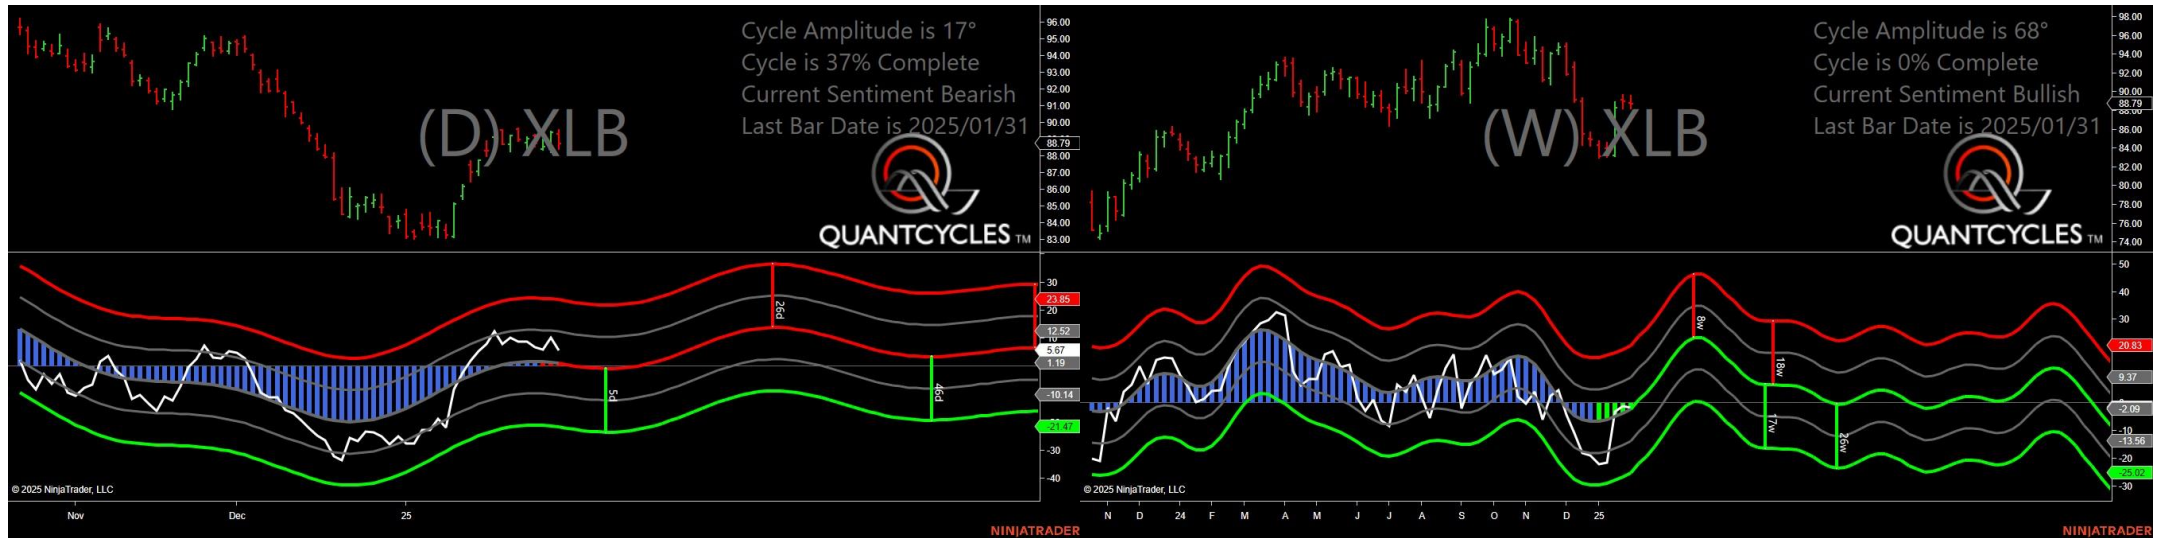 Cycle Amplitude is 17°
Cycle is 37% Complete
Current Sentiment Bearish
Last Bar Date is 2025/01/31
(D) XLB
QUANTCYCLES TM
96.00
95.00
94.00
93.00
92.00
91.00
90.00
88.79
88.00
87.00
86.00
85.00
84.00
83.00
26d
5d
46d
30
23.85
20
12.52
10
5.67
1.19
-10.14
-21.47
-30
-40
© 2025 NinjaTrader, LLC
Nov
Dec
25
NINJATRADER
Cycle Amplitude is 68°
Cycle is 0% Complete
Current Sentiment Bullish
Last Bar Date is 2025/01/31
(W) XLB
QUANTCYCLES TM
98.00
96.00
94.00
92.00
90.00
88.79
88.00
86.00
84.00
82.00
80.00
78.00
76.00
74.00
8w
18w
17w
26w
50
40
30
20.83
9.37
-2.09
-10
-13.56
-20
-25.02
-30
© 2025 NinjaTrader, LLC
N D 24 F M A M J J A S O N D 25
NINJATRADER